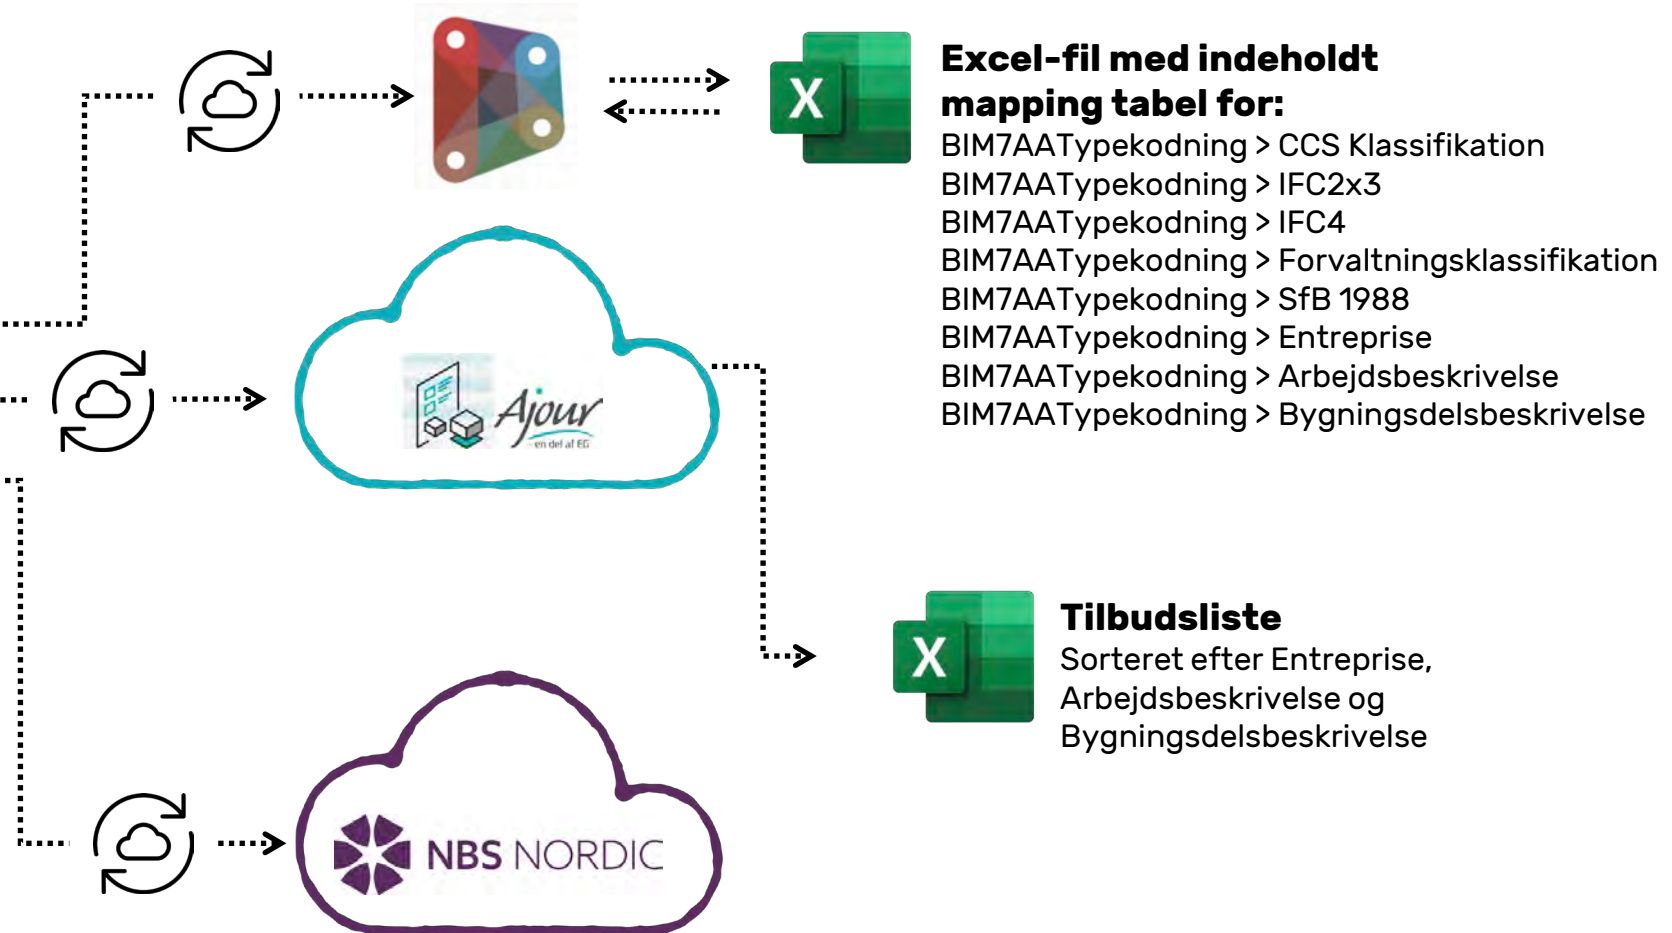 X
Excel-fil med indeholdt
mapping tabel for:
BIM7AATypekodning > CCS Klassifikation
BIM7AATypekodning > IFC2x3
BIM7AATypekodning > IFC4
BIM7AATypekodning > Forvaltningsklassifikation
BIM7AATypekodning > SfB 1988
BIM7AATypekodning > Entreprise
BIM7AATypekodning > Arbejdsbeskrivelse
BIM7AATypekodning > Bygningsdelsbeskrivelse
Ajour
en del af EG
X
Tilbudsliste
Sorteret efter Entreprise,
Arbejdsbeskrivelse og
Bygningsdelsbeskrivelse
NBS NORDIC